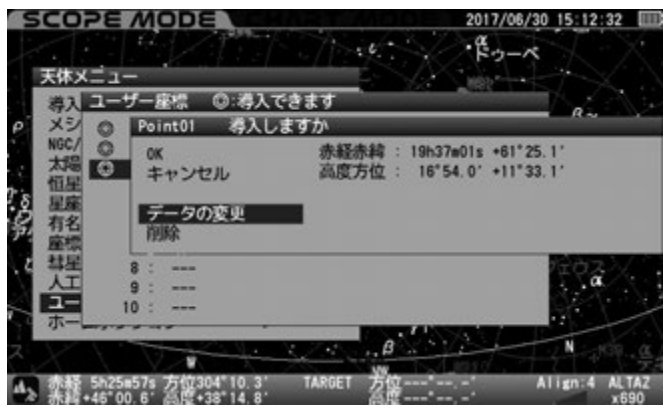 SCOPE MODE CHART MODE 2017/06/30 15:12:32
α
ドゥーベ
天体メニュー
導入 ユーザー座標 ◎:導入できます
メシ
NGC/
太陽
恒星
星座
有名
座標
彗星
人工
ユー
Point01 導入しますか
OK 赤経赤緯 : 19h37m01s +61°25.1′
キャンセル 高度方位 : 16°54.0′ +11°33.1′
データの変更
削除
8 : ---
9 : ---
10 : ---
ρ
α
β
N
赤経 5h25m57s 方位304°10.3′ TARGET 方位---°--.-′ Align:4 ALTAZ
赤緯+46°00.6′ 高度+38°14.8′ 高度---°--.-′ x690